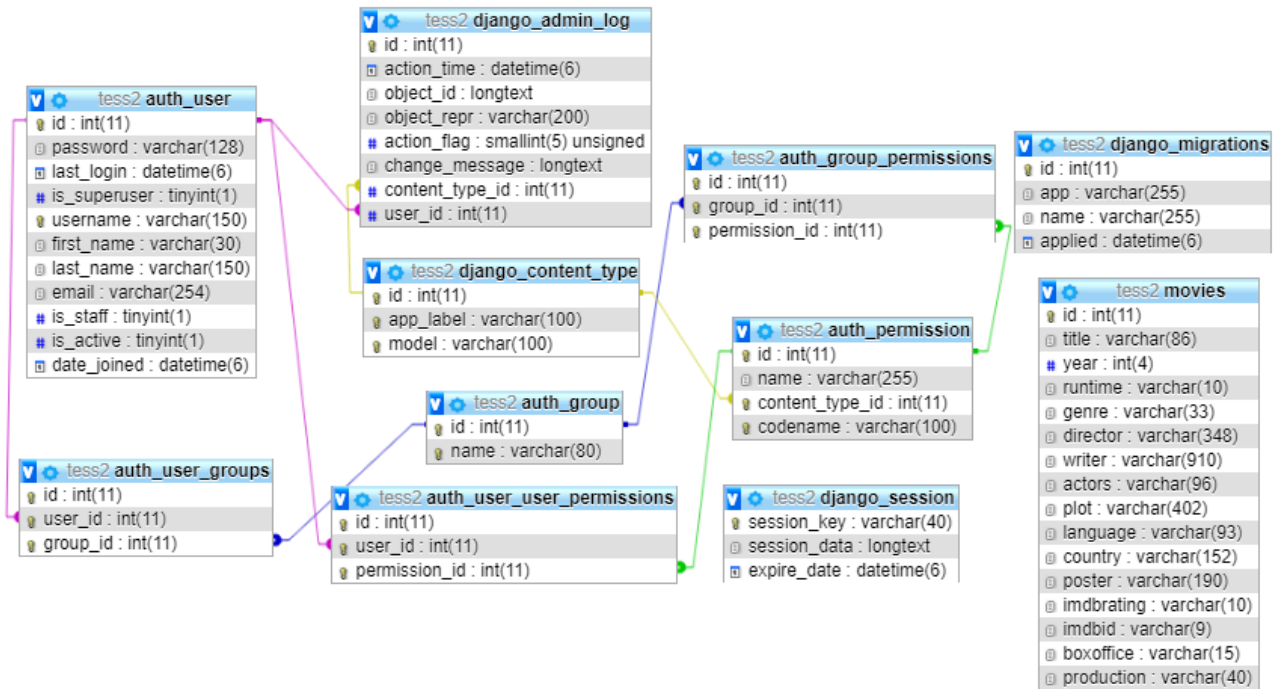 tess2 django_admin_log
id : int(11)
action_time : datetime(6)
object_id : longtext
object_repr : varchar(200)
action_flag : smallint(5) unsigned
change_message : longtext
content_type_id : int(11)
user_id : int(11)
tess2 auth_user
id : int(11)
password : varchar(128)
last_login : datetime(6)
is_superuser : tinyint(1)
username : varchar(150)
first_name : varchar(30)
last_name : varchar(150)
email : varchar(254)
is_staff : tinyint(1)
is_active : tinyint(1)
date_joined : datetime(6)
tess2 auth_group_permissions
id : int(11)
group_id : int(11)
permission_id : int(11)
tess2 django_migrations
id : int(11)
app : varchar(255)
name : varchar(255)
applied : datetime(6)
tess2 django_content_type
id : int(11)
app_label : varchar(100)
model : varchar(100)
tess2 auth_permission
id : int(11)
name : varchar(255)
content_type_id : int(11)
codename : varchar(100)
tess2 movies
id : int(11)
title : varchar(86)
year : int(4)
runtime : varchar(10)
genre : varchar(33)
director : varchar(348)
writer : varchar(910)
actors : varchar(96)
plot : varchar(402)
language : varchar(93)
country : varchar(152)
poster : varchar(190)
imdbrating : varchar(10)
imdbid : varchar(9)
boxoffice : varchar(15)
production : varchar(40)
tess2 auth_group
id : int(11)
name : varchar(80)
tess2 auth_user_groups
id : int(11)
user_id : int(11)
group_id : int(11)
tess2 auth_user_user_permissions
id : int(11)
user_id : int(11)
permission_id : int(11)
tess2 django_session
session_key : varchar(40)
session_data : longtext
expire_date : datetime(6)